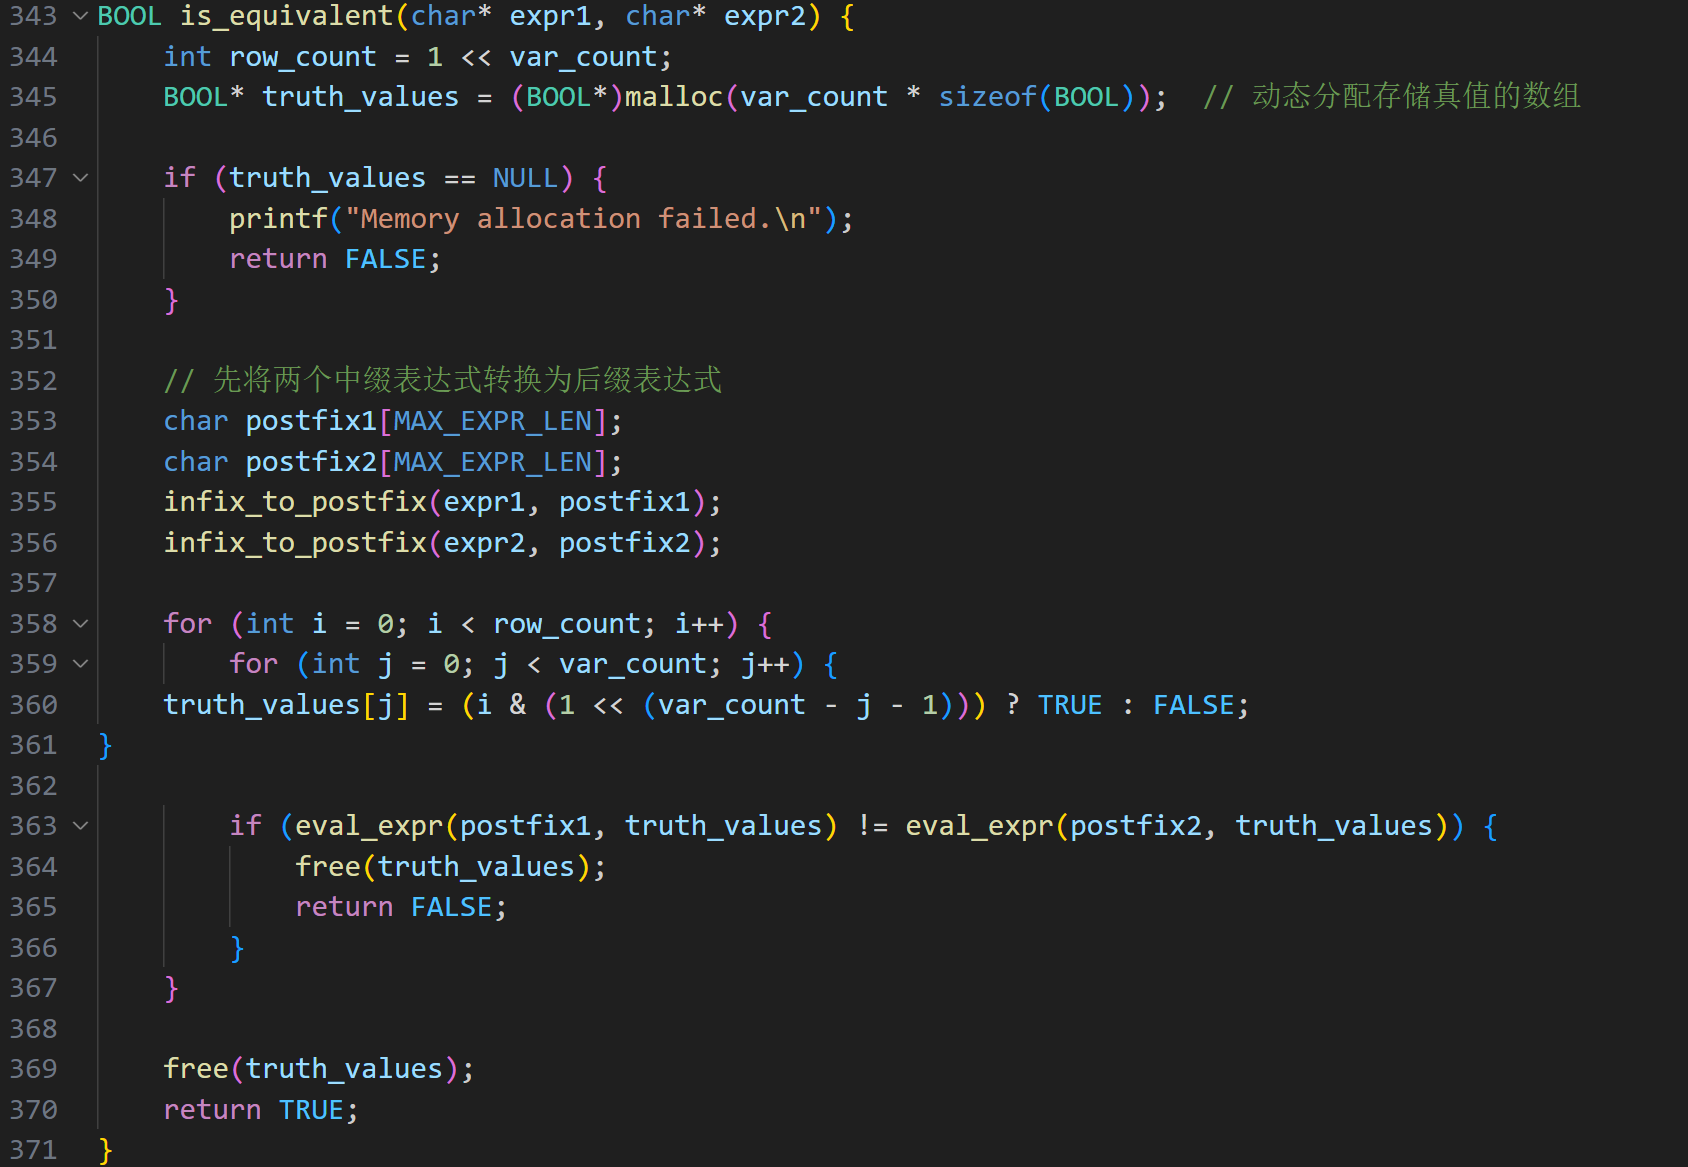 343 BOOL is_equivalent(char* expr1, char* expr2) {
344     int row_count = 1 << var_count;
345     BOOL* truth_values = (BOOL*)malloc(var_count * sizeof(BOOL));  // 动态分配存储真值的数组
346
347     if (truth_values == NULL) {
348         printf("Memory allocation failed.\n");
349         return FALSE;
350     }
351
352     // 先将两个中缀表达式转换为后缀表达式
353     char postfix1[MAX_EXPR_LEN];
354     char postfix2[MAX_EXPR_LEN];
355     infix_to_postfix(expr1, postfix1);
356     infix_to_postfix(expr2, postfix2);
357
358     for (int i = 0; i < row_count; i++) {
359         for (int j = 0; j < var_count; j++) {
360     truth_values[j] = (i & (1 << (var_count - j - 1))) ? TRUE : FALSE;
361 }
362
363         if (eval_expr(postfix1, truth_values) != eval_expr(postfix2, truth_values)) {
364             free(truth_values);
365             return FALSE;
366         }
367     }
368
369     free(truth_values);
370     return TRUE;
371 }